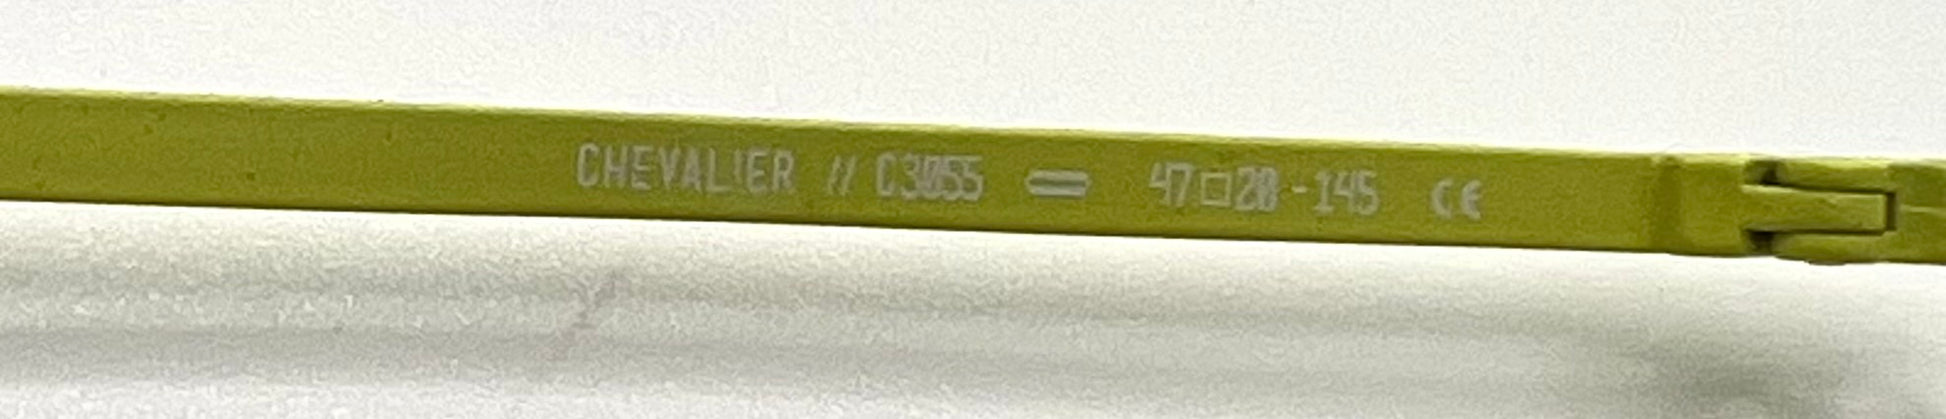 CHEVALIER // C3055 47□20-145 CE